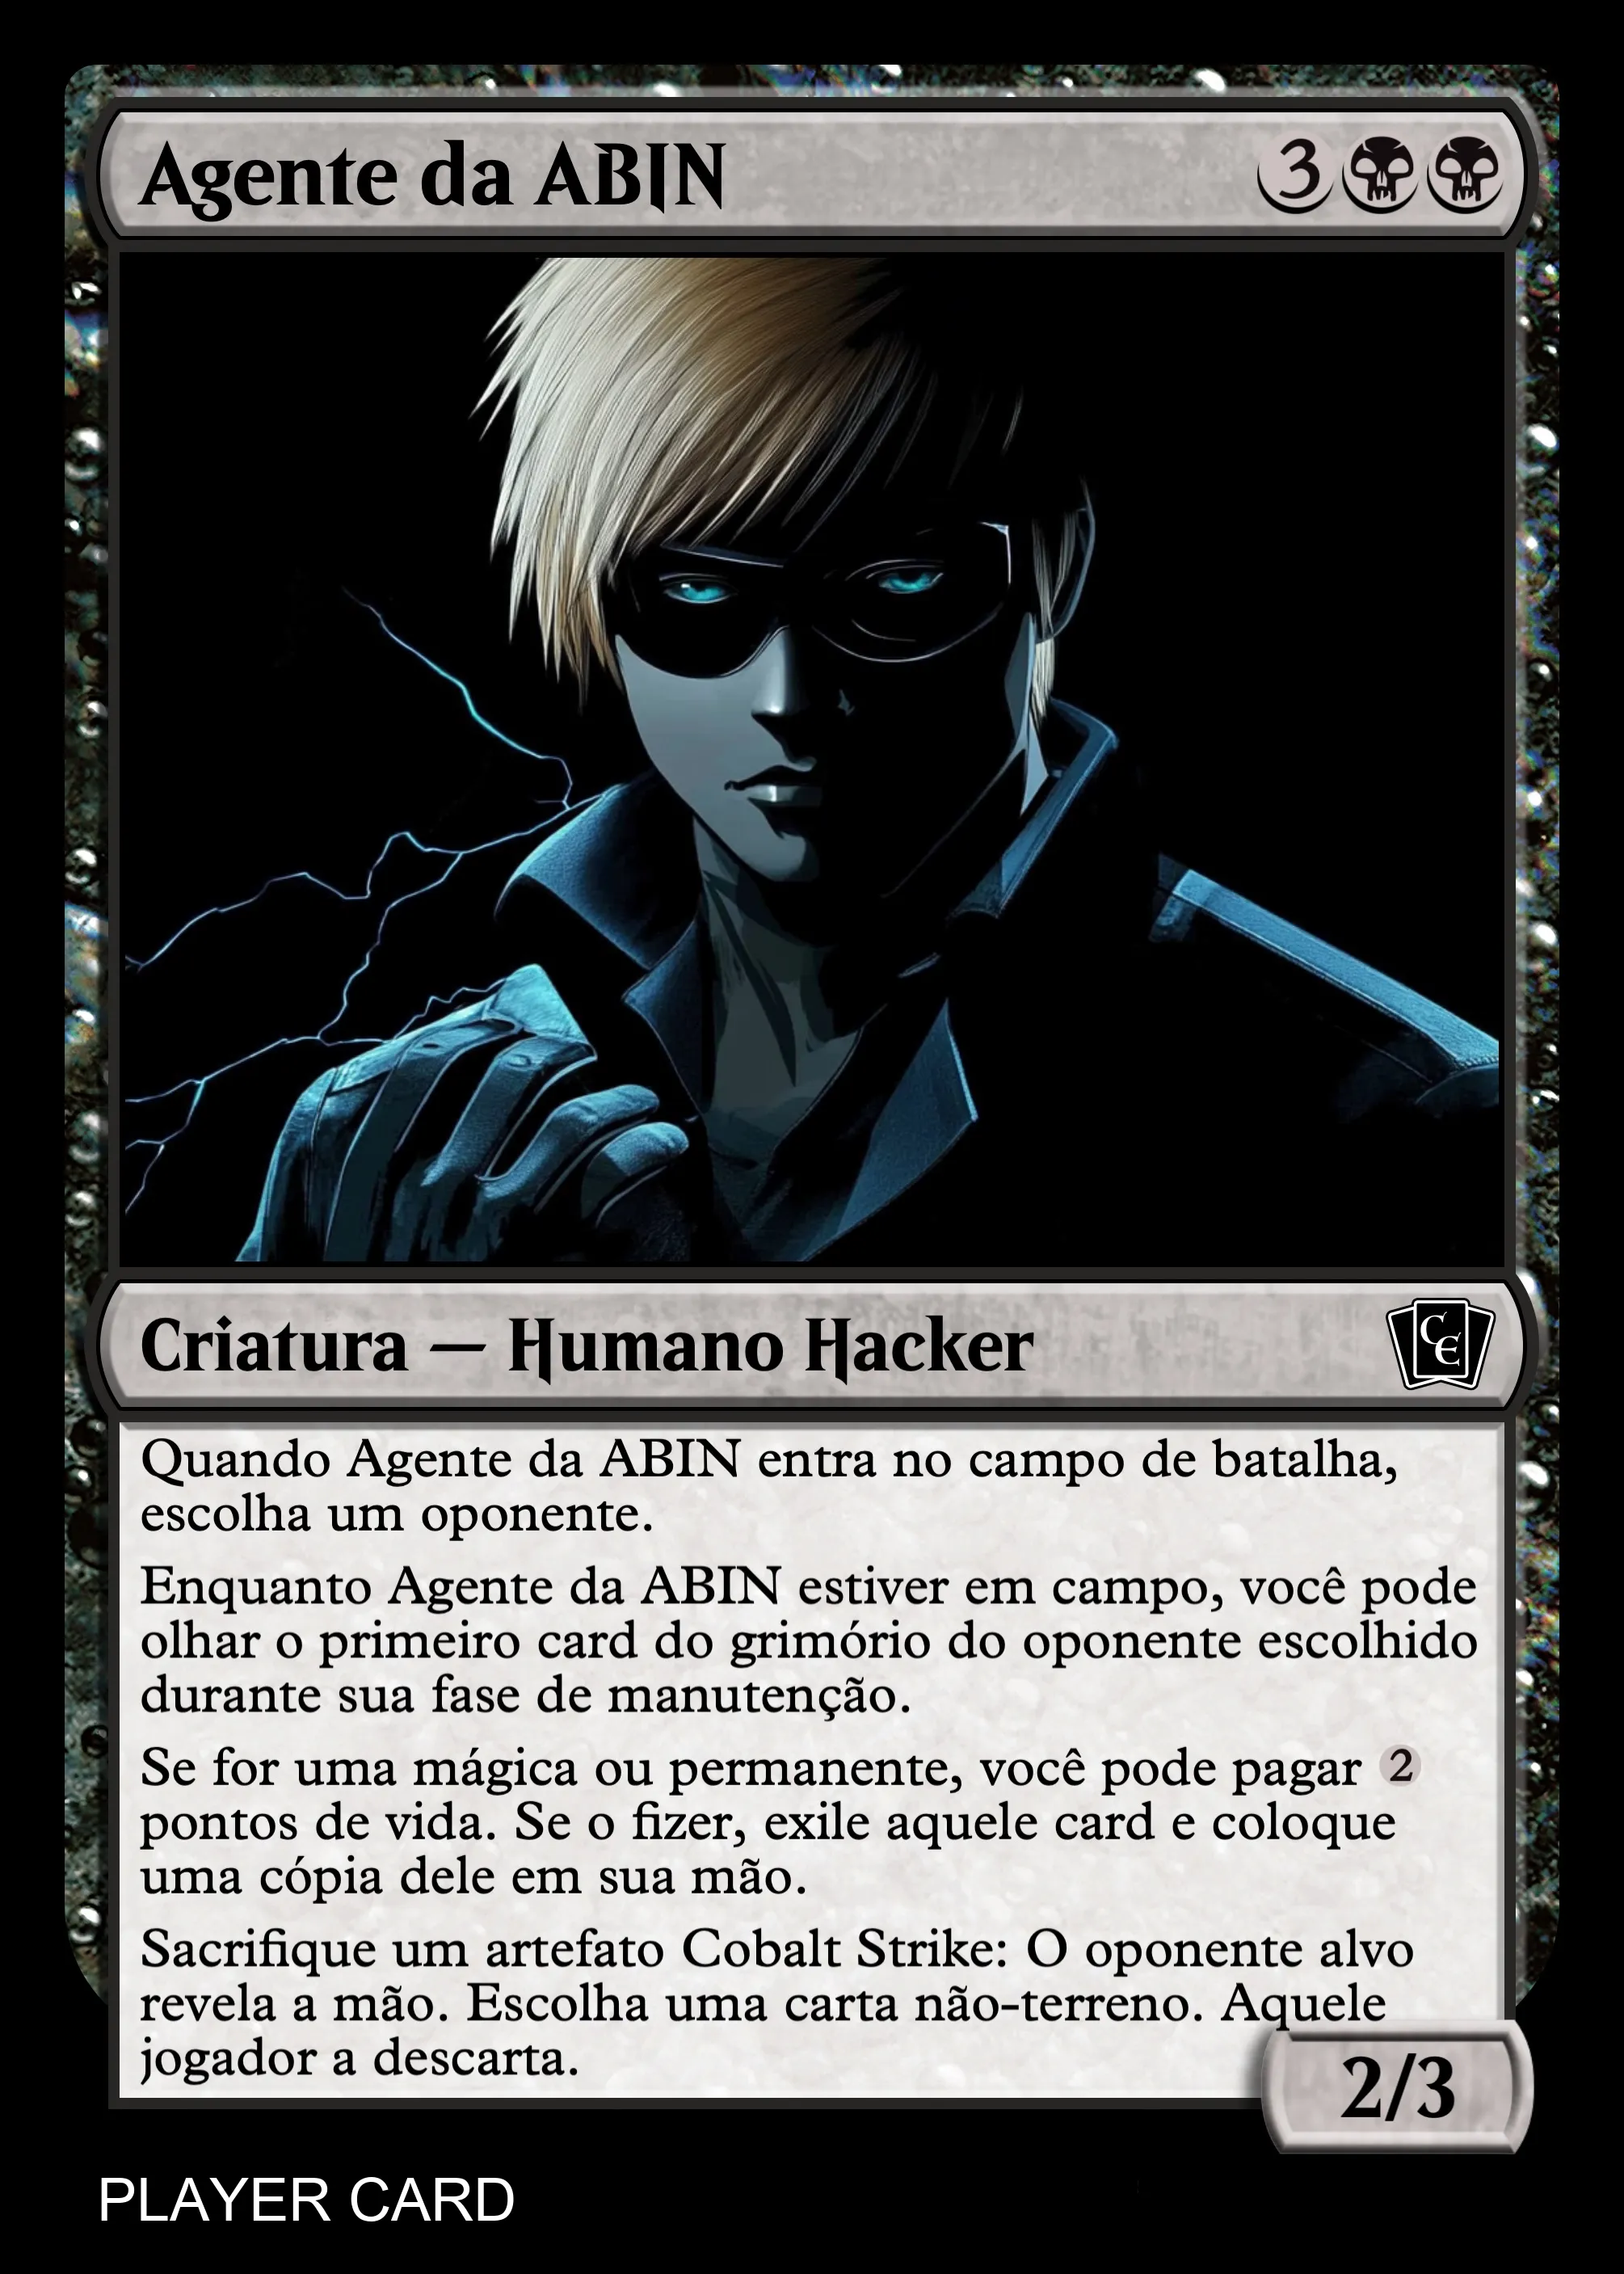 Agente da ABIN 3
Criatura — Humano Hacker
CE
Quando Agente da ABIN entra no campo de batalha,
escolha um oponente.
Enquanto Agente da ABIN estiver em campo, você pode
olhar o primeiro card do grimório do oponente escolhido
durante sua fase de manutenção.
Se for uma mágica ou permanente, você pode pagar 2
pontos de vida. Se o fizer, exile aquele card e coloque
uma cópia dele em sua mão.
Sacrifique um artefato Cobalt Strike: O oponente alvo
revela a mão. Escolha uma carta não-terreno. Aquele
jogador a descarta.
2/3
PLAYER CARD